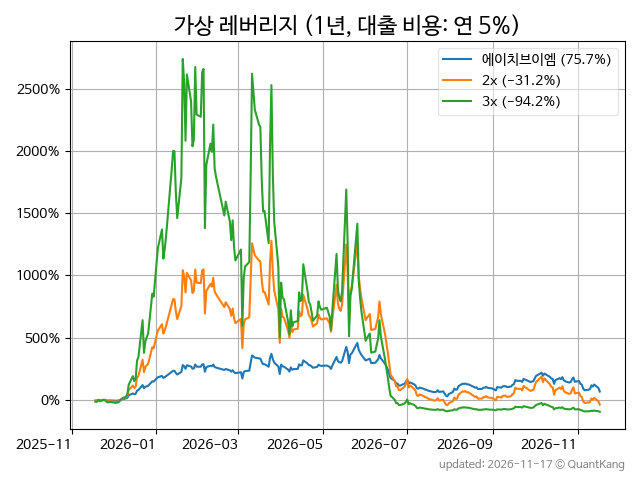 가상 레버리지 (1년, 대출 비용: 연 5%)
에이치브이엠 (75.7%)
2x (−31.2%)
3x (−94.2%)
2500%
2000%
1500%
1000%
500%
0%
2025-11 2026-01 2026-03 2026-05 2026-07 2026-09 2026-11
updated: 2026-11-17 © QuantKang